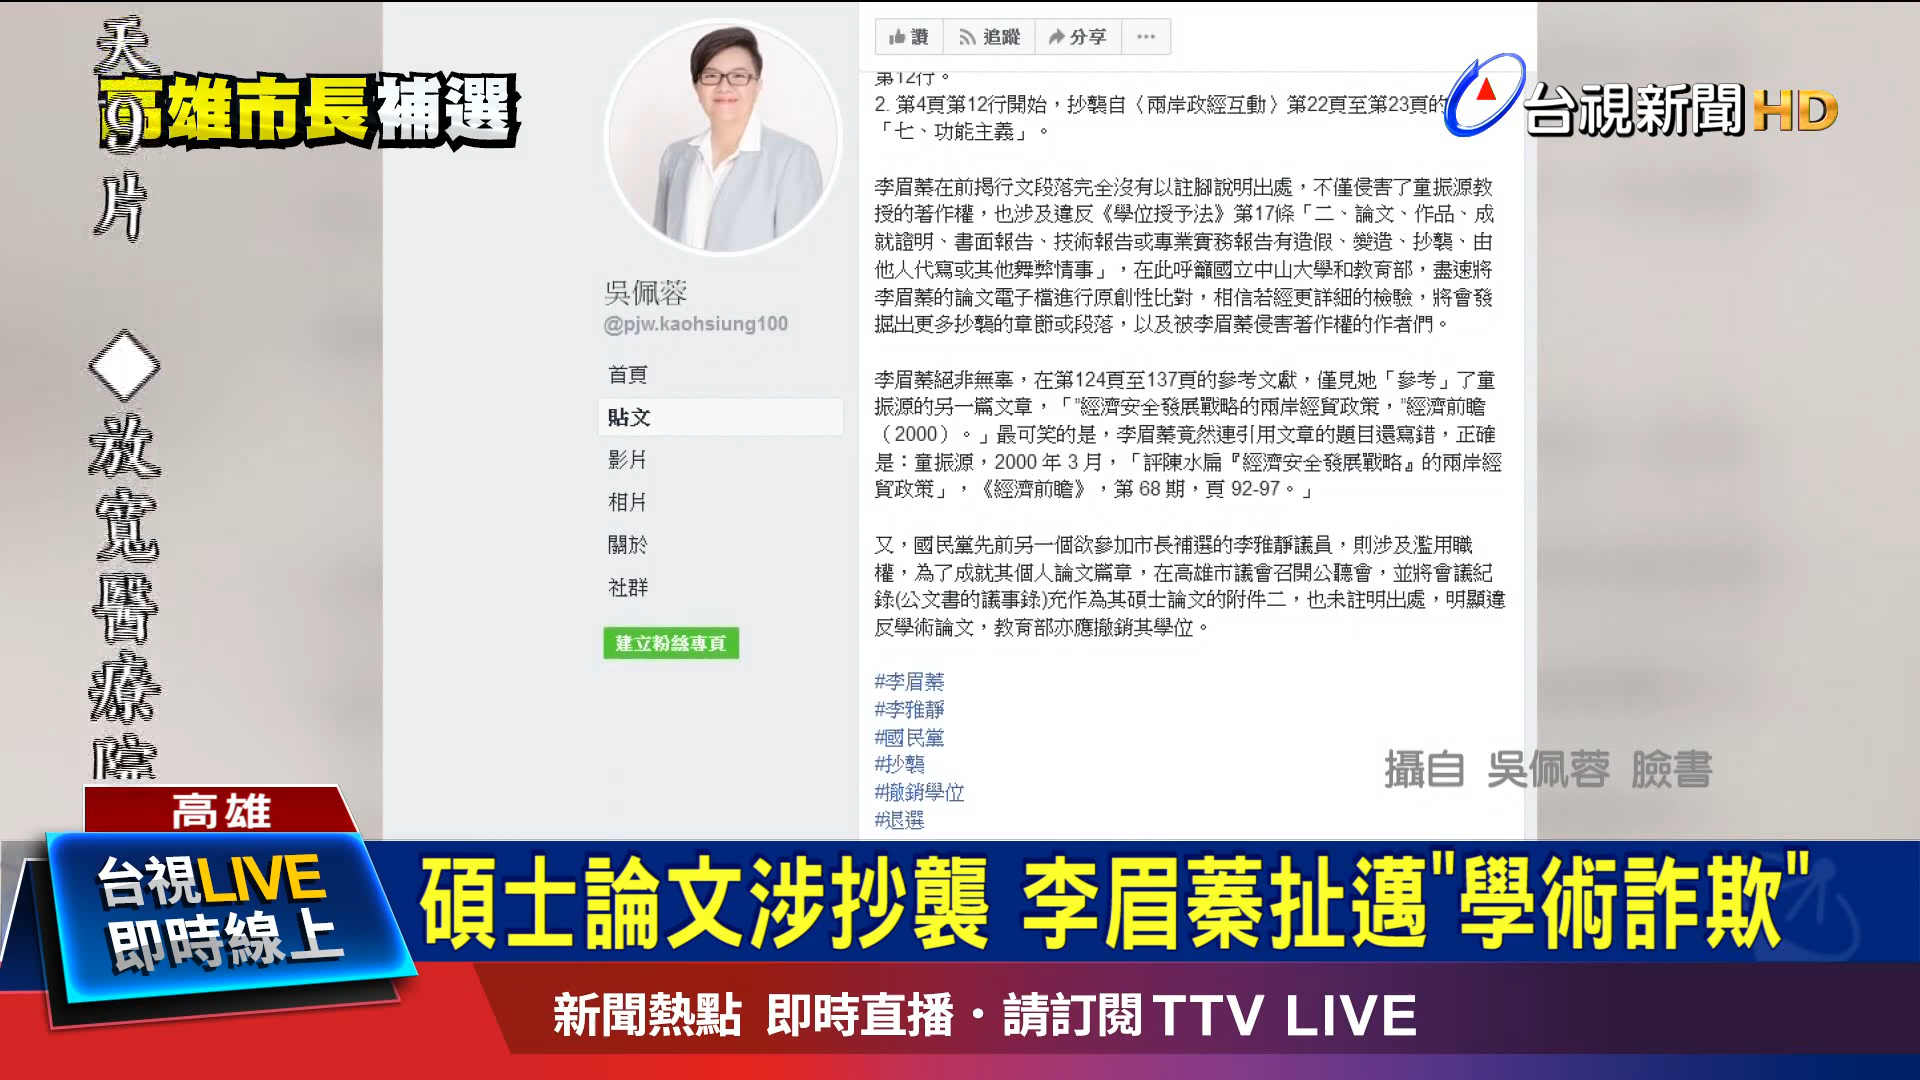 天9片　◆放寬醫療院
高雄市長補選
台視新聞HD
讚 追蹤 分享 ...
第12行。
2. 第4頁第12行開始，抄襲自〈兩岸政經互動〉第22頁至第23頁的
「七、功能主義」。
李眉蓁在前揭行文段落完全沒有以註腳說明出處，不僅侵害了童振源教
授的著作權，也涉及違反《學位授予法》第17條「二、論文、作品、成
就證明、書面報告、技術報告或專業實務報告有造假、變造、抄襲、由
他人代寫或其他舞弊情事」，在此呼籲國立中山大學和教育部，盡速將
李眉蓁的論文電子檔進行原創性比對，相信若經更詳細的檢驗，將會發
掘出更多抄襲的章節或段落，以及被李眉蓁侵害著作權的作者們。
李眉蓁絕非無辜，在第124頁至137頁的參考文獻，僅見她「參考」了童
振源的另一篇文章，「"經濟安全發展戰略的兩岸經貿政策，"經濟前瞻
（2000）。」最可笑的是，李眉蓁竟然連引用文章的題目還寫錯，正確
是：童振源，2000 年 3 月，「評陳水扁『經濟安全發展戰略』的兩岸經
貿政策」，《經濟前瞻》，第 68 期，頁 92-97。」
又，國民黨先前另一個欲參加市長補選的李雅靜議員，則涉及濫用職
權，為了成就其個人論文篇章，在高雄市議會召開公聽會，並將會議紀
錄(公文書的議事錄)充作為其碩士論文的附件二，也未註明出處，明顯違
反學術論文，教育部亦應撤銷其學位。
#李眉蓁
#李雅靜
#國民黨
#抄襲
#撤銷學位
#退選
吳佩蓉
@pjw.kaohsiung100
首頁
貼文
影片
相片
關於
社群
建立粉絲專頁
攝自 吳佩蓉 臉書
高雄
台視LIVE
即時線上
碩士論文涉抄襲 李眉蓁扯邁"學術詐欺"
新聞熱點 即時直播·請訂閱TTV LIVE